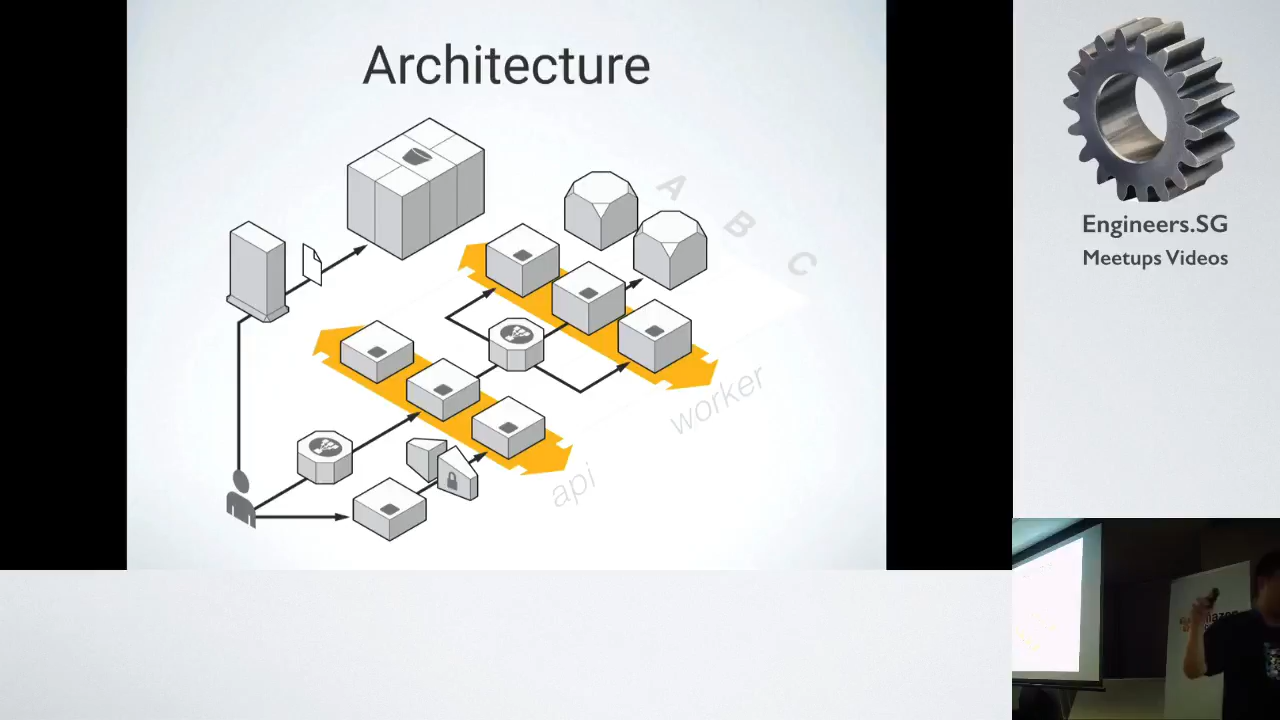 Architecture
A
B
C
worker
api
Engineers.SG
Meetups Videos